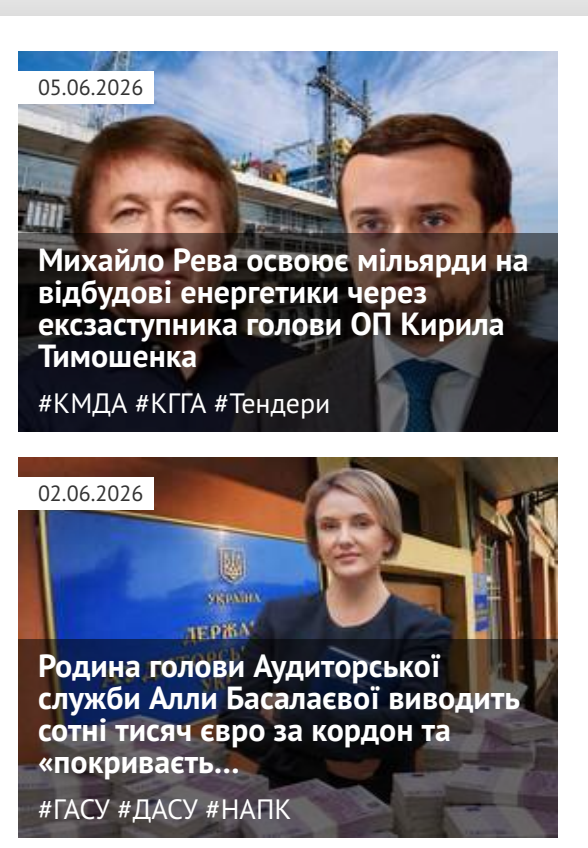 05.06.2026
Михайло Рева освоює мільярди на
відбудові енергетики через
ексзаступника голови ОП Кирила
Тимошенка
#КМДА #КГГА #Тендери
02.06.2026
УКРАЇНА
ДЕРЖА
Родина голови Аудиторської
служби Алли Басалаєвої виводить
сотні тисяч євро за кордон та
«покриваєть...
#ГАСУ #ДАСУ #НАПК